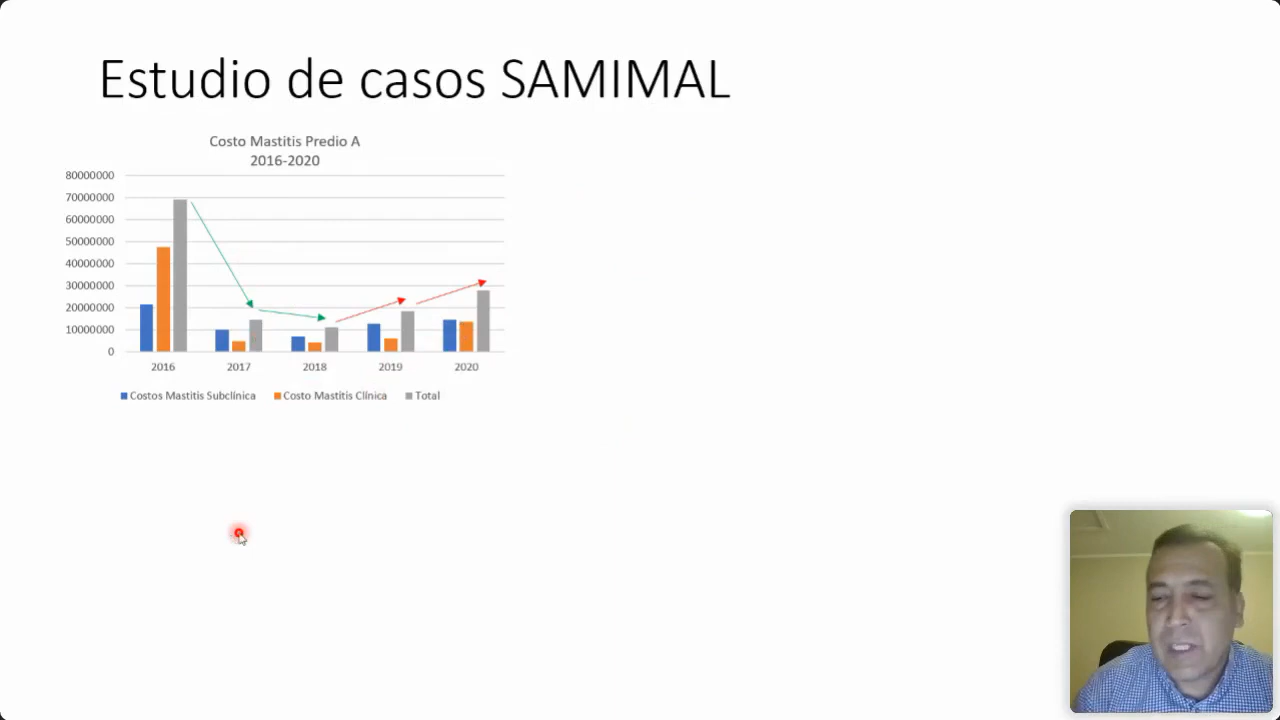 Estudio de casos SAMIMAL
Costo Mastitis Predio A
2016-2020
80000000
70000000
60000000
50000000
40000000
30000000
20000000
10000000
0
2016 2017 2018 2019 2020
Costos Mastitis Subclínica Costo Mastitis Clínica Total